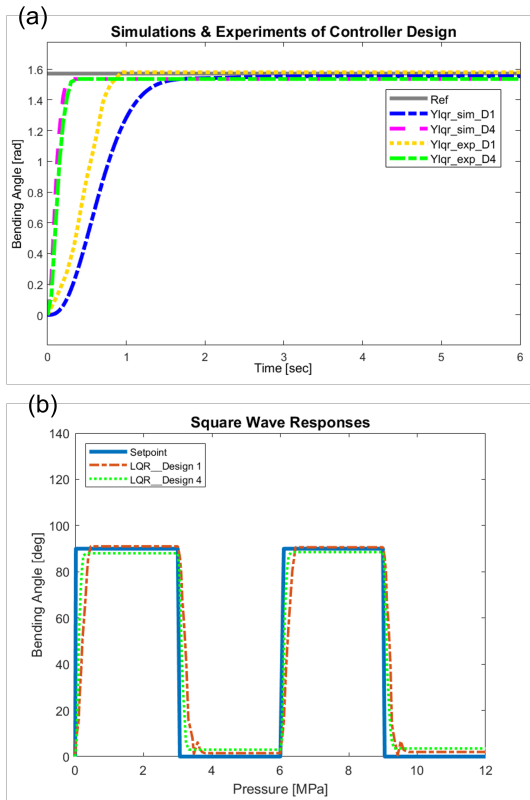 (a)
Simulations & Experiments of Controller Design
Bending Angle [rad]
1.6
1.4
1.2
1
0.8
0.6
0.4
0.2
0
Ref
Ylqr_sim_D1
Ylqr_sim_D4
Ylqr_exp_D1
Ylqr_exp_D4
0 1 2 3 4 5 6
Time [sec]
(b)
Square Wave Responses
Bending Angle [deg]
140
120
100
80
60
40
20
0
Setpoint
LQR__Design 1
LQR__Design 4
0 2 4 6 8 10 12
Pressure [MPa]